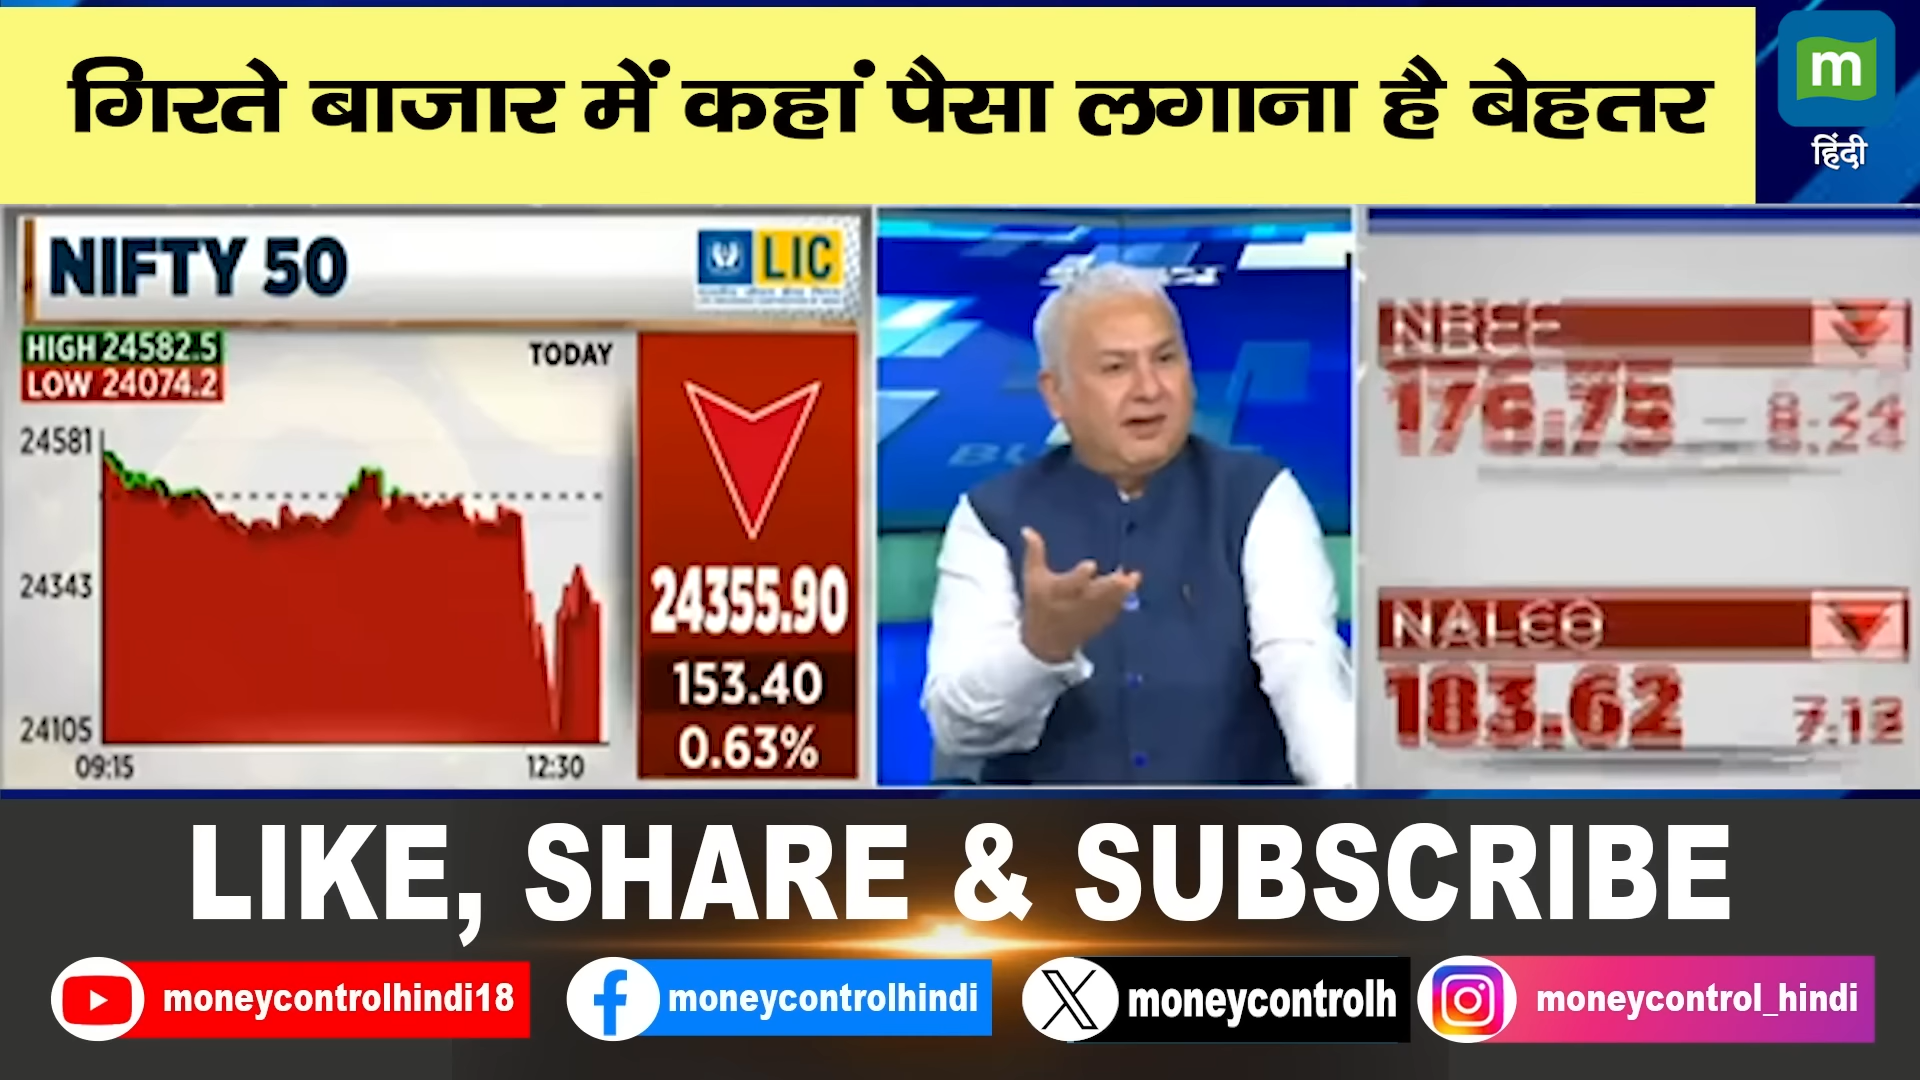 गिरते बाजार में कहां पैसा लगाना है बेहतर
m
हिंदी
NIFTY 50
LIC
HIGH 24582.5
LOW 24074.2
TODAY
24581
24343
24105
09:15
12:30
24355.90
153.40
0.63%
176.75
8.24
NALCO
183.62
7.12
LIKE, SHARE & SUBSCRIBE
moneycontrolhindi18
moneycontrolhindi
moneycontrolh
moneycontrol_hindi